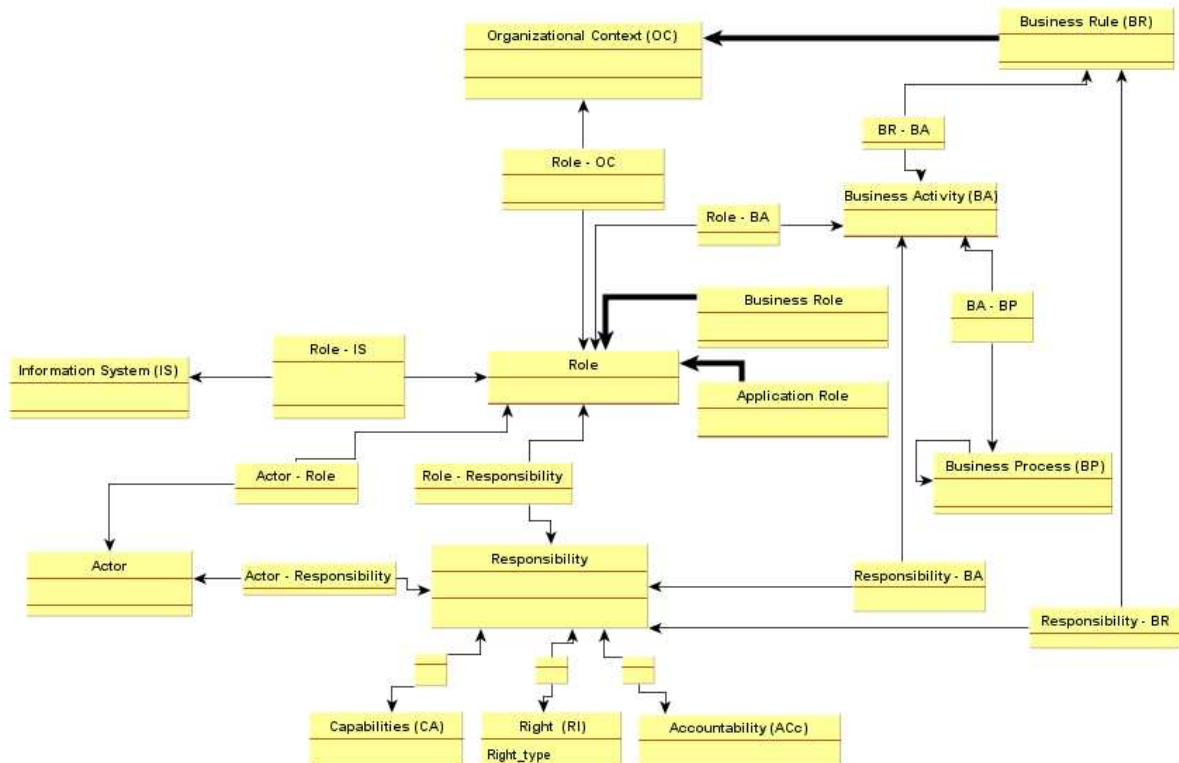 Business Rule (BR)
Organizational Context (OC)
BR - BA
Role - OC
Business Activity (BA)
Role - BA
Business Role
BA - BP
Role - IS
Information System (IS)
Role
Application Role
Actor - Role
Role - Responsibility
Business Process (BP)
Responsibility
Actor
Actor - Responsibility
Responsibility - BA
Responsibility - BR
Capabilities (CA)
Right (RI)
Accountability (ACc)
Right_type